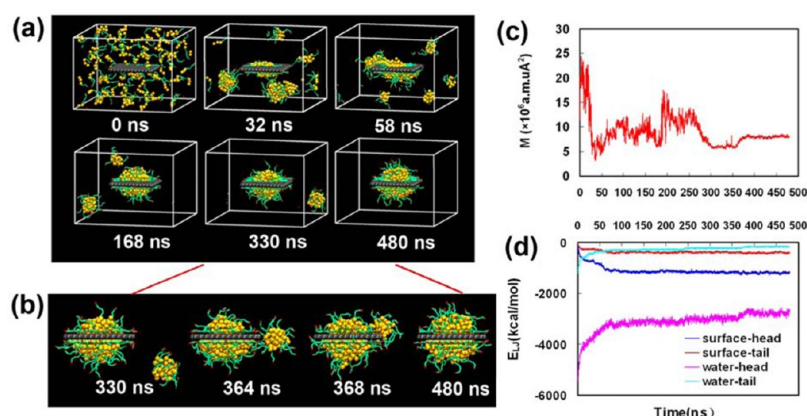 (a)
0 ns
32 ns
58 ns
168 ns
330 ns
480 ns
(b)
330 ns
364 ns
368 ns
480 ns
(c)
M (×10⁶a.m.uA²)
30
25
20
15
10
5
0
0 50 100 150 200 250 300 350 400 450 500
(d)
0 50 100 150 200 250 300 350 400 450 500
E_LJ(kcal/mol)
0
-2000
-4000
-6000
surface-head
surface-tail
water-head
water-tail
Time(ns)